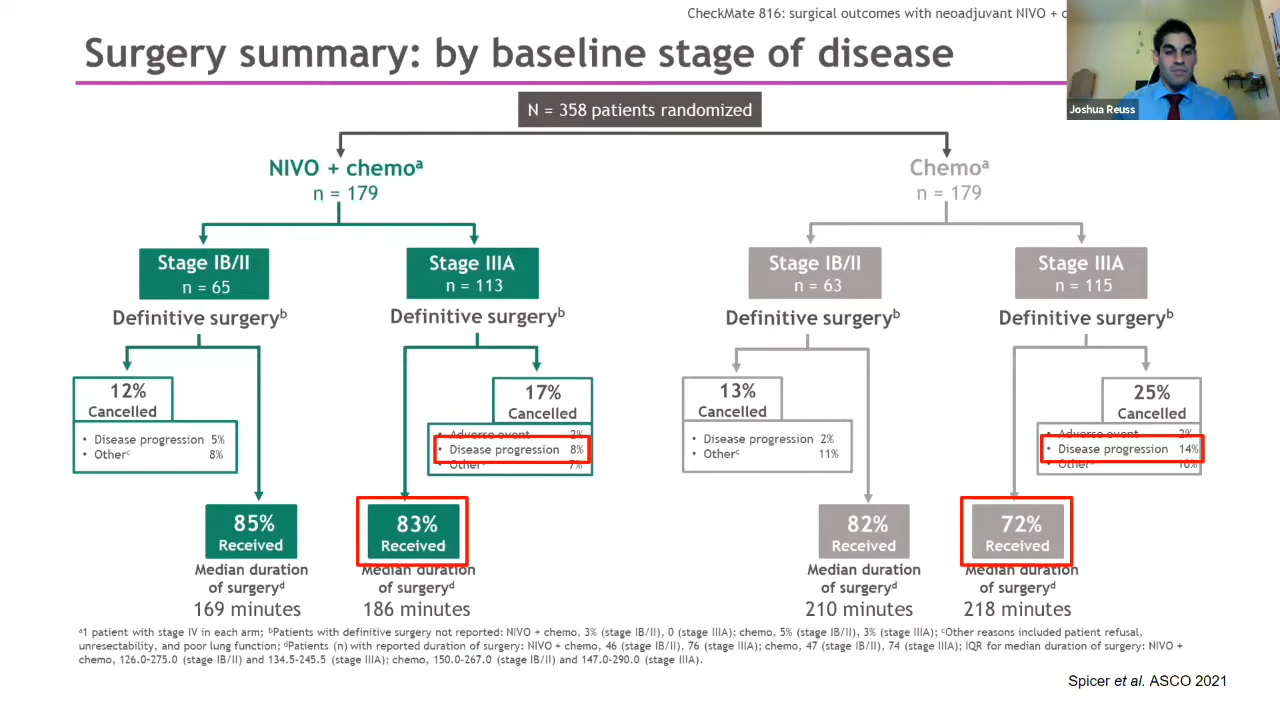 CheckMate 816: surgical outcomes with neoadjuvant NIVO +
Surgery summary: by baseline stage of disease
Joshua Reuss
N = 358 patients randomized
NIVO + chemoᵃ
n = 179
Chemoᵃ
n = 179
Stage IB/II
n = 65
Stage IIIA
n = 113
Stage IB/II
n = 63
Stage IIIA
n = 115
Definitive surgeryᵇ
Definitive surgeryᵇ
Definitive surgeryᵇ
Definitive surgeryᵇ
12%
Cancelled
• Disease progression 5%
• Otherᶜ 8%
17%
Cancelled
• Adverse event 2%
• Disease progression 8%
• Otherᶜ 7%
13%
Cancelled
• Disease progression 2%
• Otherᶜ 11%
25%
Cancelled
• Adverse event
• Disease progression 14%
• Otherᶜ 10%
85%
Received
Median duration
of surgeryᵈ
169 minutes
83%
Received
Median duration
of surgeryᵈ
186 minutes
82%
Received
Median duration
of surgeryᵈ
210 minutes
72%
Received
Median duration
of surgeryᵈ
218 minutes
ᵃ1 patient with stage IV in each arm; ᵇPatients with definitive surgery not reported: NIVO + chemo, 3% (stage IB/II), 0 (stage IIIA); chemo, 5% (stage IB/II), 3% (stage IIIA); ᶜOther reasons included patient refusal,
unresectability, and poor lung function; ᵈPatients (n) with reported duration of surgery: NIVO + chemo, 46 (stage IB/II), 76 (stage IIIA); chemo, 47 (stage IB/II), 74 (stage IIIA); IQR for median duration of surgery: NIVO +
chemo, 126.0-275.0 (stage IB/II) and 134.5-245.5 (stage IIIA); chemo, 150.0-267.0 (stage IB/II) and 147.0-290.0 (stage IIIA).
Spicer et al. ASCO 2021